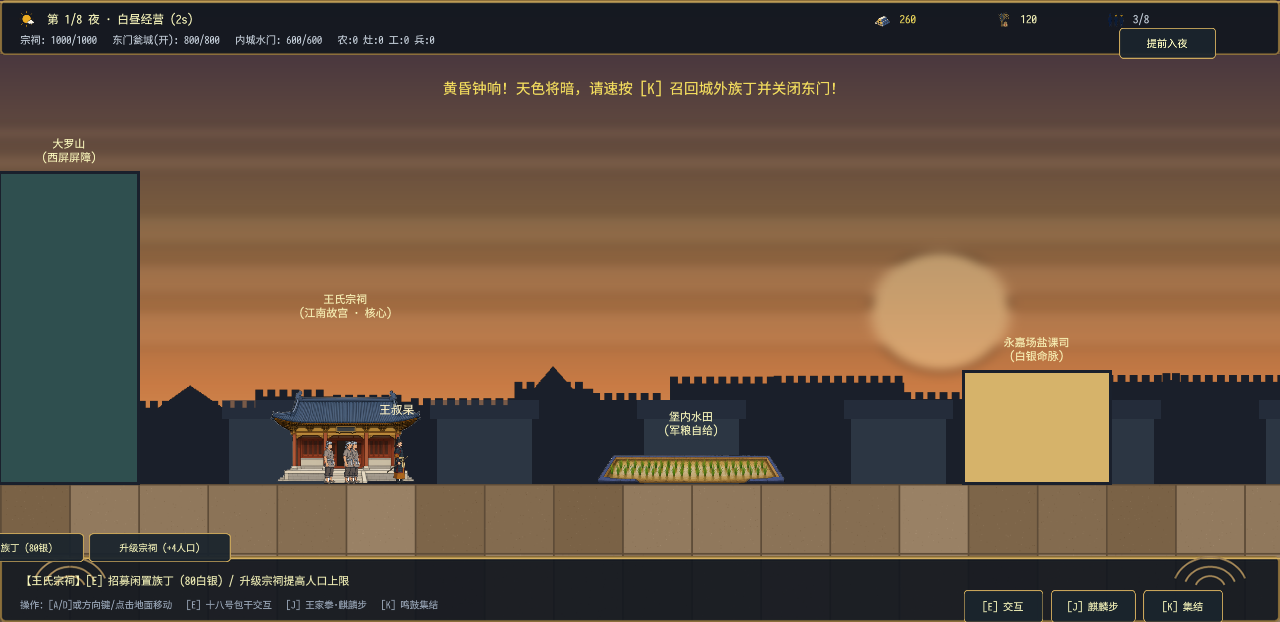 第 1/8 夜 · 白昼经营 (2s)
260
120
3/8
宗祠: 1000/1000 东门瓮城(开): 800/800 内城水门: 600/600 农:0 灶:0 工:0 兵:0
提前入夜
黄昏钟响! 天色将暗, 请速按 [K] 召回城外族丁并关闭东门!
大罗山
(西屏屏障)
王氏宗祠
(江南故宫 · 核心)
永嘉场盐课司
(白银命脉)
王叔杲
堡内水田
(军粮自给)
族丁 (80银)
升级宗祠 (+4人口)
【王氏宗祠】[E] 招募闲置族丁 (80白银) / 升级宗祠提高人口上限
操作: [A/D]或方向键/点击地面移动 [E] 十八号包干交互 [J] 王家拳·麒麟步 [K] 鸣鼓集结
[E] 交互
[J] 麒麟步
[K] 集结